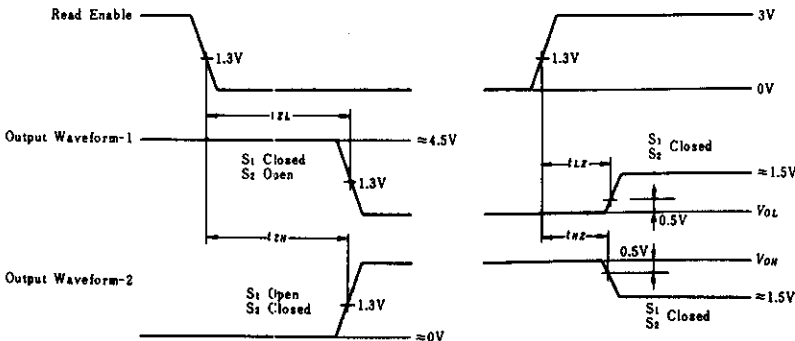 Read Enable
3V
1.3V
1.3V
0V
tZL
Output Waveform-1
≈4.5V
S1 Closed
S2 Open
1.3V
S1
S2 Closed
tLZ
≈1.5V
VOL
0.5V
tZH
tHZ
0.5V
VOH
Output Waveform-2
S1 Open
S2 Closed
1.3V
≈1.5V
S1
S2 Closed
≈0V